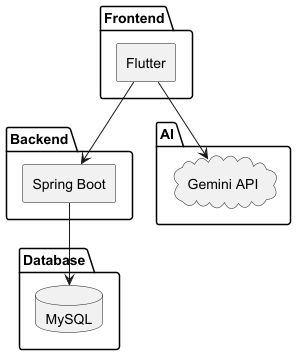 Frontend
Flutter
Backend
Spring Boot
AI
Gemini API
Database
MySQL